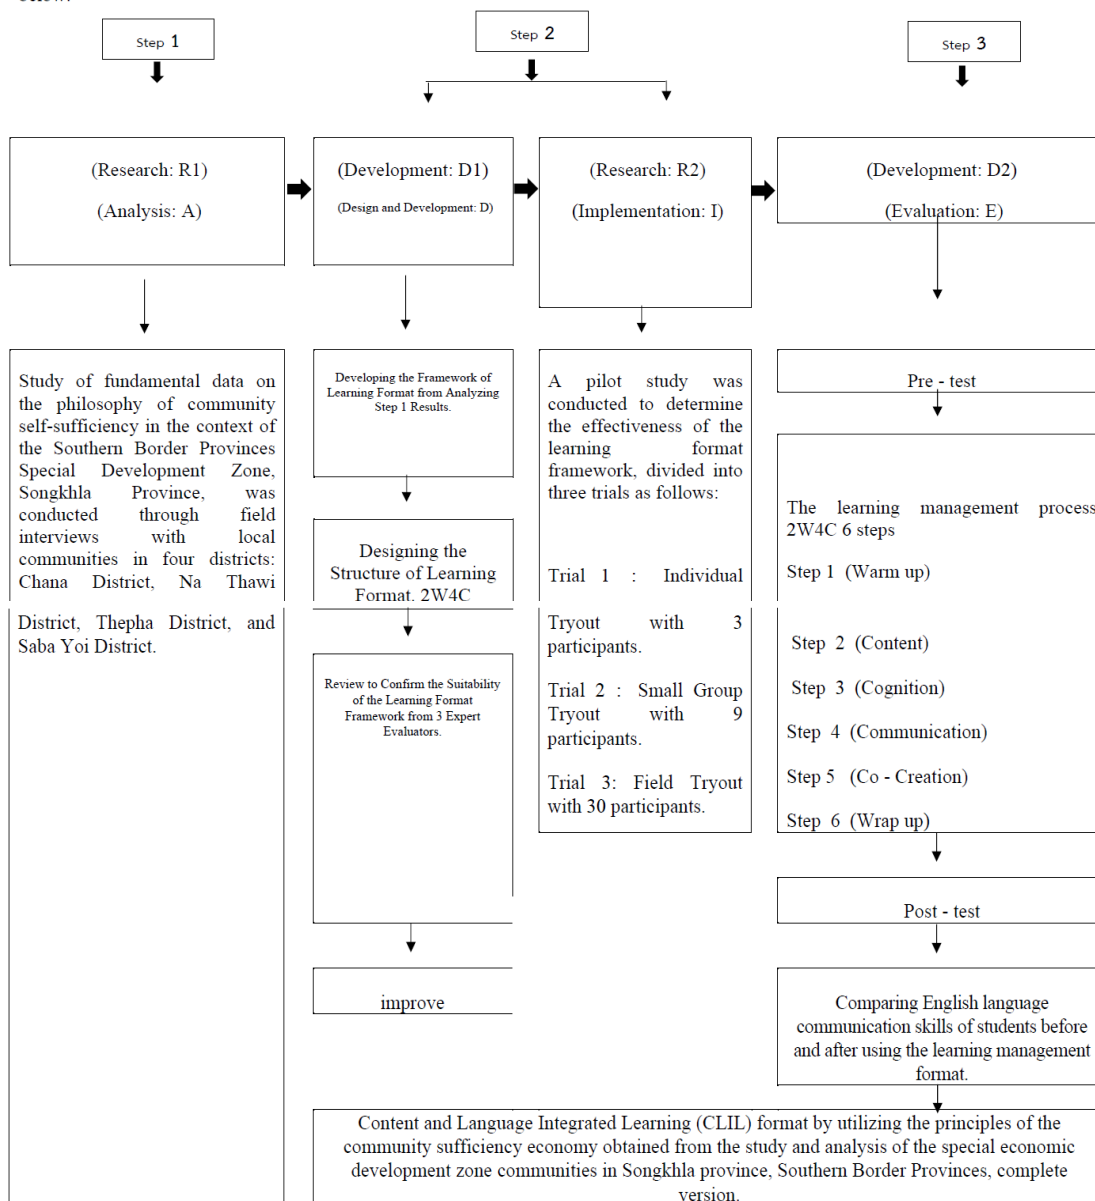 Step 1
Step 2
Step 3
(Research: R1)
(Analysis: A)
(Development: D1)
(Design and Development: D)
(Research: R2)
(Implementation: I)
(Development: D2)
(Evaluation: E)
Study of fundamental data on
the philosophy of community
self-sufficiency in the context of
the Southern Border Provinces
Special Development Zone,
Songkhla Province, was
conducted through field
interviews with local
communities in four districts:
Chana District, Na Thawi
District, Thepha District, and
Saba Yoi District.
Developing the Framework of
Learning Format from Analyzing
Step 1 Results.
Designing the
Structure of Learning
Format. 2W4C
Review to Confirm the Suitability
of the Learning Format
Framework from 3 Expert
Evaluators.
improve
A pilot study was
conducted to determine
the effectiveness of the
learning format
framework, divided into
three trials as follows:
Trial 1 : Individual
Tryout with 3
participants.
Trial 2 : Small Group
Tryout with 9
participants.
Trial 3: Field Tryout
with 30 participants.
Pre - test
The learning management process
2W4C 6 steps
Step 1 (Warm up)
Step 2 (Content)
Step 3 (Cognition)
Step 4 (Communication)
Step 5 (Co - Creation)
Step 6 (Wrap up)
Post - test
Comparing English language
communication skills of students before
and after using the learning management
format.
Content and Language Integrated Learning (CLIL) format by utilizing the principles of the
community sufficiency economy obtained from the study and analysis of the special economic
development zone communities in Songkhla province, Southern Border Provinces, complete
version.